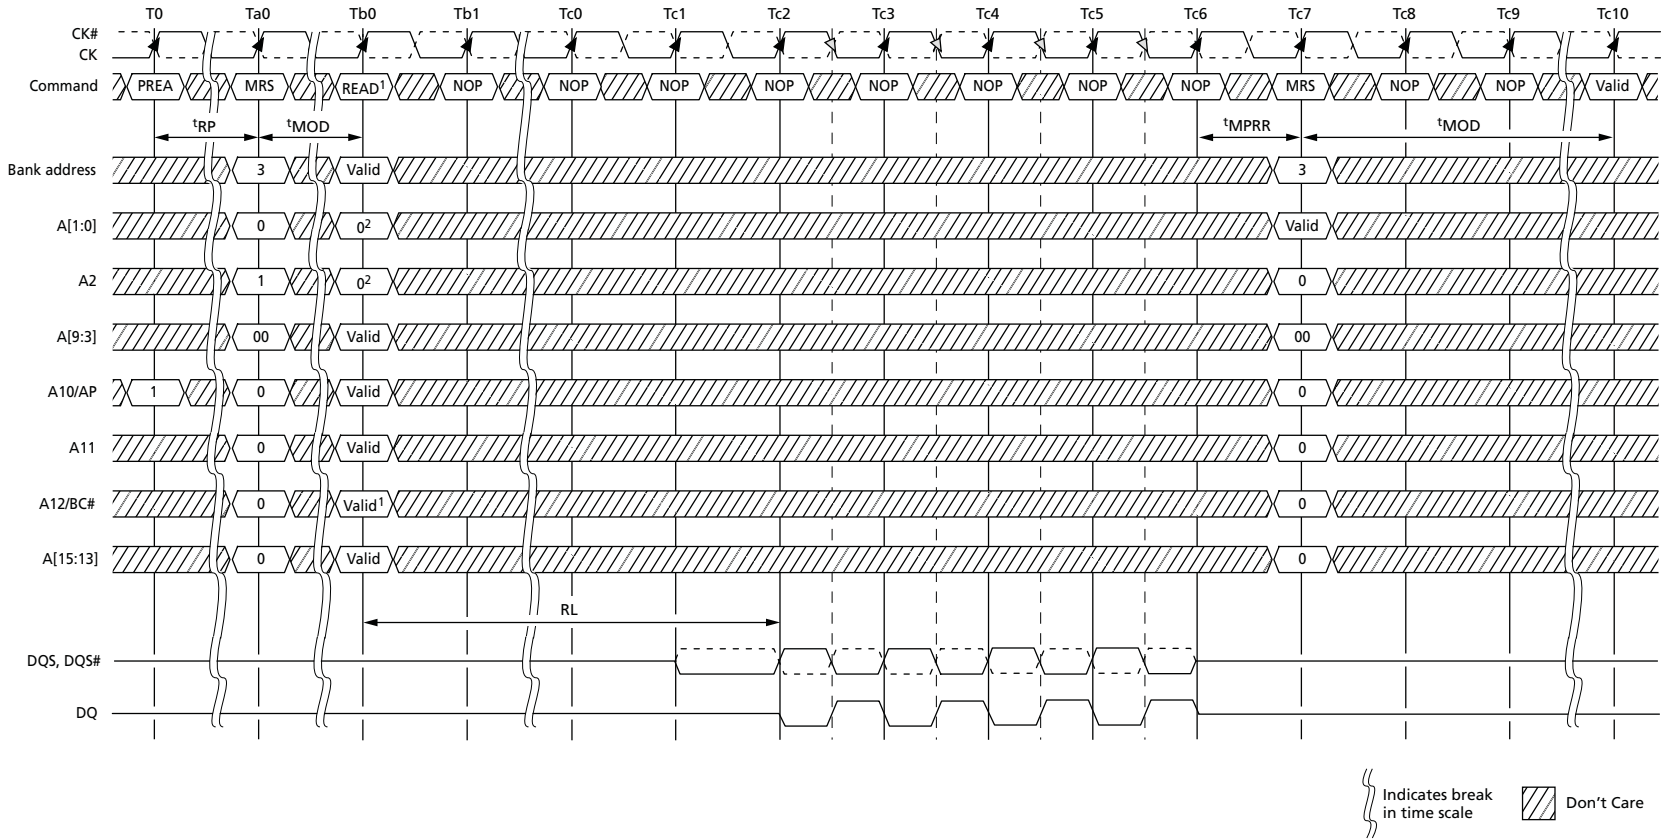 T0 Ta0 Tb0 Tb1 Tc0 Tc1 Tc2 Tc3 Tc4 Tc5 Tc6 Tc7 Tc8 Tc9 Tc10
CK#
CK
Command PREA MRS READ1 NOP NOP NOP NOP NOP NOP NOP NOP MRS NOP NOP Valid
tRP tMOD tMPRR tMOD
Bank address 3 Valid 3
A[1:0] 0 02 Valid
A2 1 02 0
A[9:3] 00 Valid 00
A10/AP 1 0 Valid 0
A11 0 Valid 0
A12/BC# 0 Valid1 0
A[15:13] 0 Valid 0
RL
DQS, DQS#
DQ
Indicates break
in time scale
Don't Care